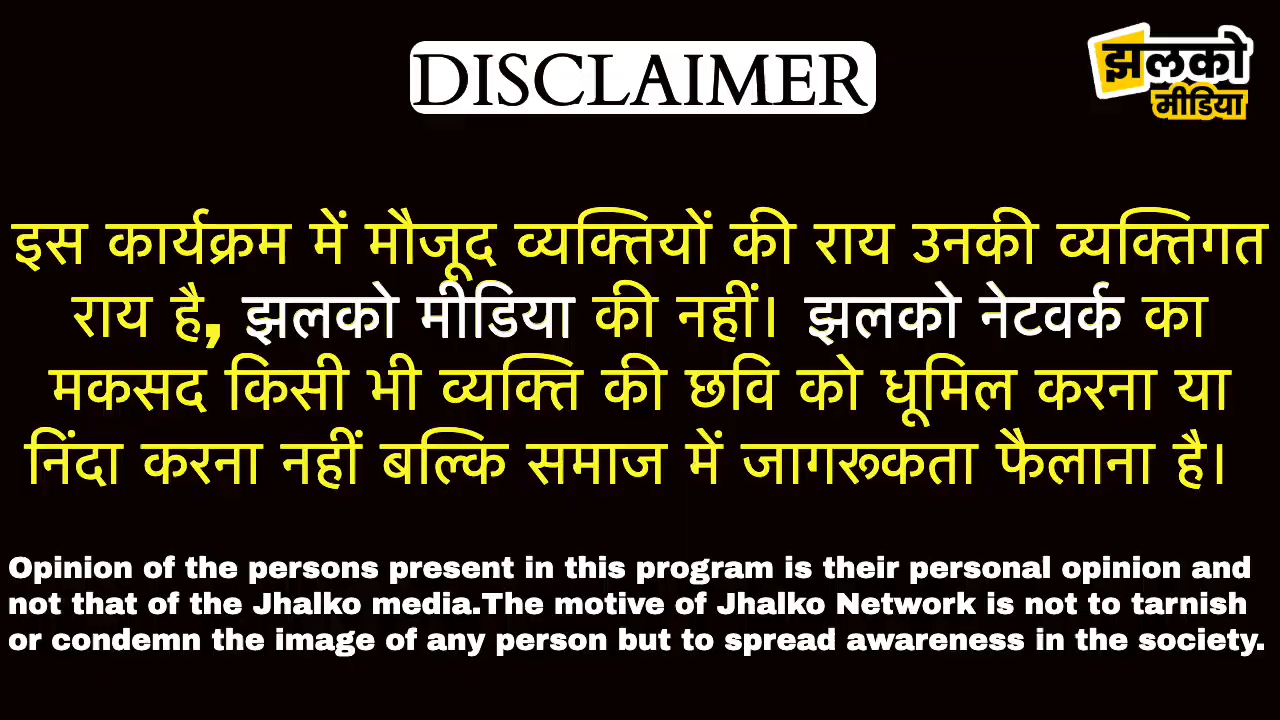 DISCLAIMER
झलको
मीडिया
इस कार्यक्रम में मौजूद व्यक्तियों की राय उनकी व्यक्तिगत
राय है, झलको मीडिया की नहीं। झलको नेटवर्क का
मकसद किसी भी व्यक्ति की छवि को धूमिल करना या
निंदा करना नहीं बल्कि समाज में जागरूकता फैलाना है।
Opinion of the persons present in this program is their personal opinion and
not that of the Jhalko media.The motive of Jhalko Network is not to tarnish
or condemn the image of any person but to spread awareness in the society.